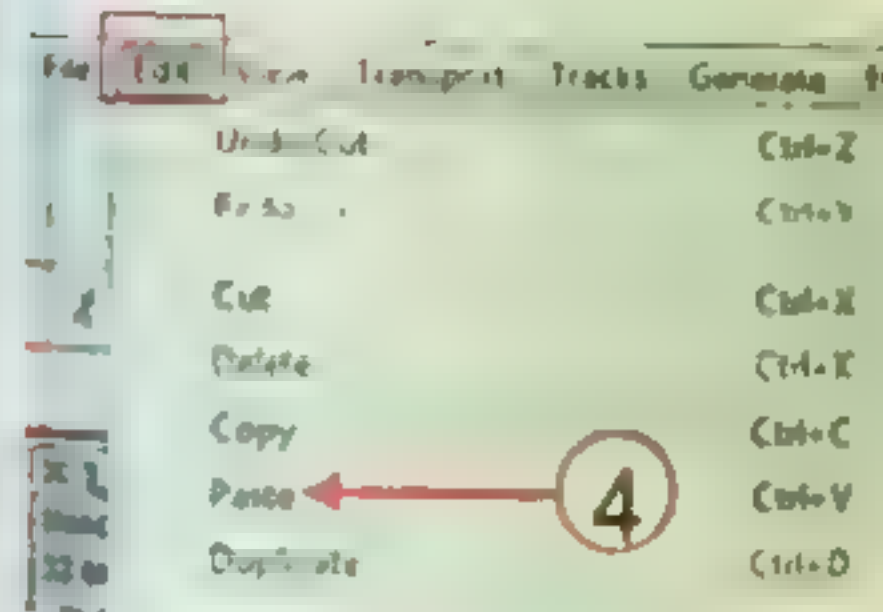 File Edit Transport Tracks Generate
Undo Cut Ctrl+Z
Redo Ctrl+Y
Cut Ctrl+X
Delete Ctrl+K
Copy Ctrl+C
Paste 4 Ctrl+V
Duplicate Ctrl+D